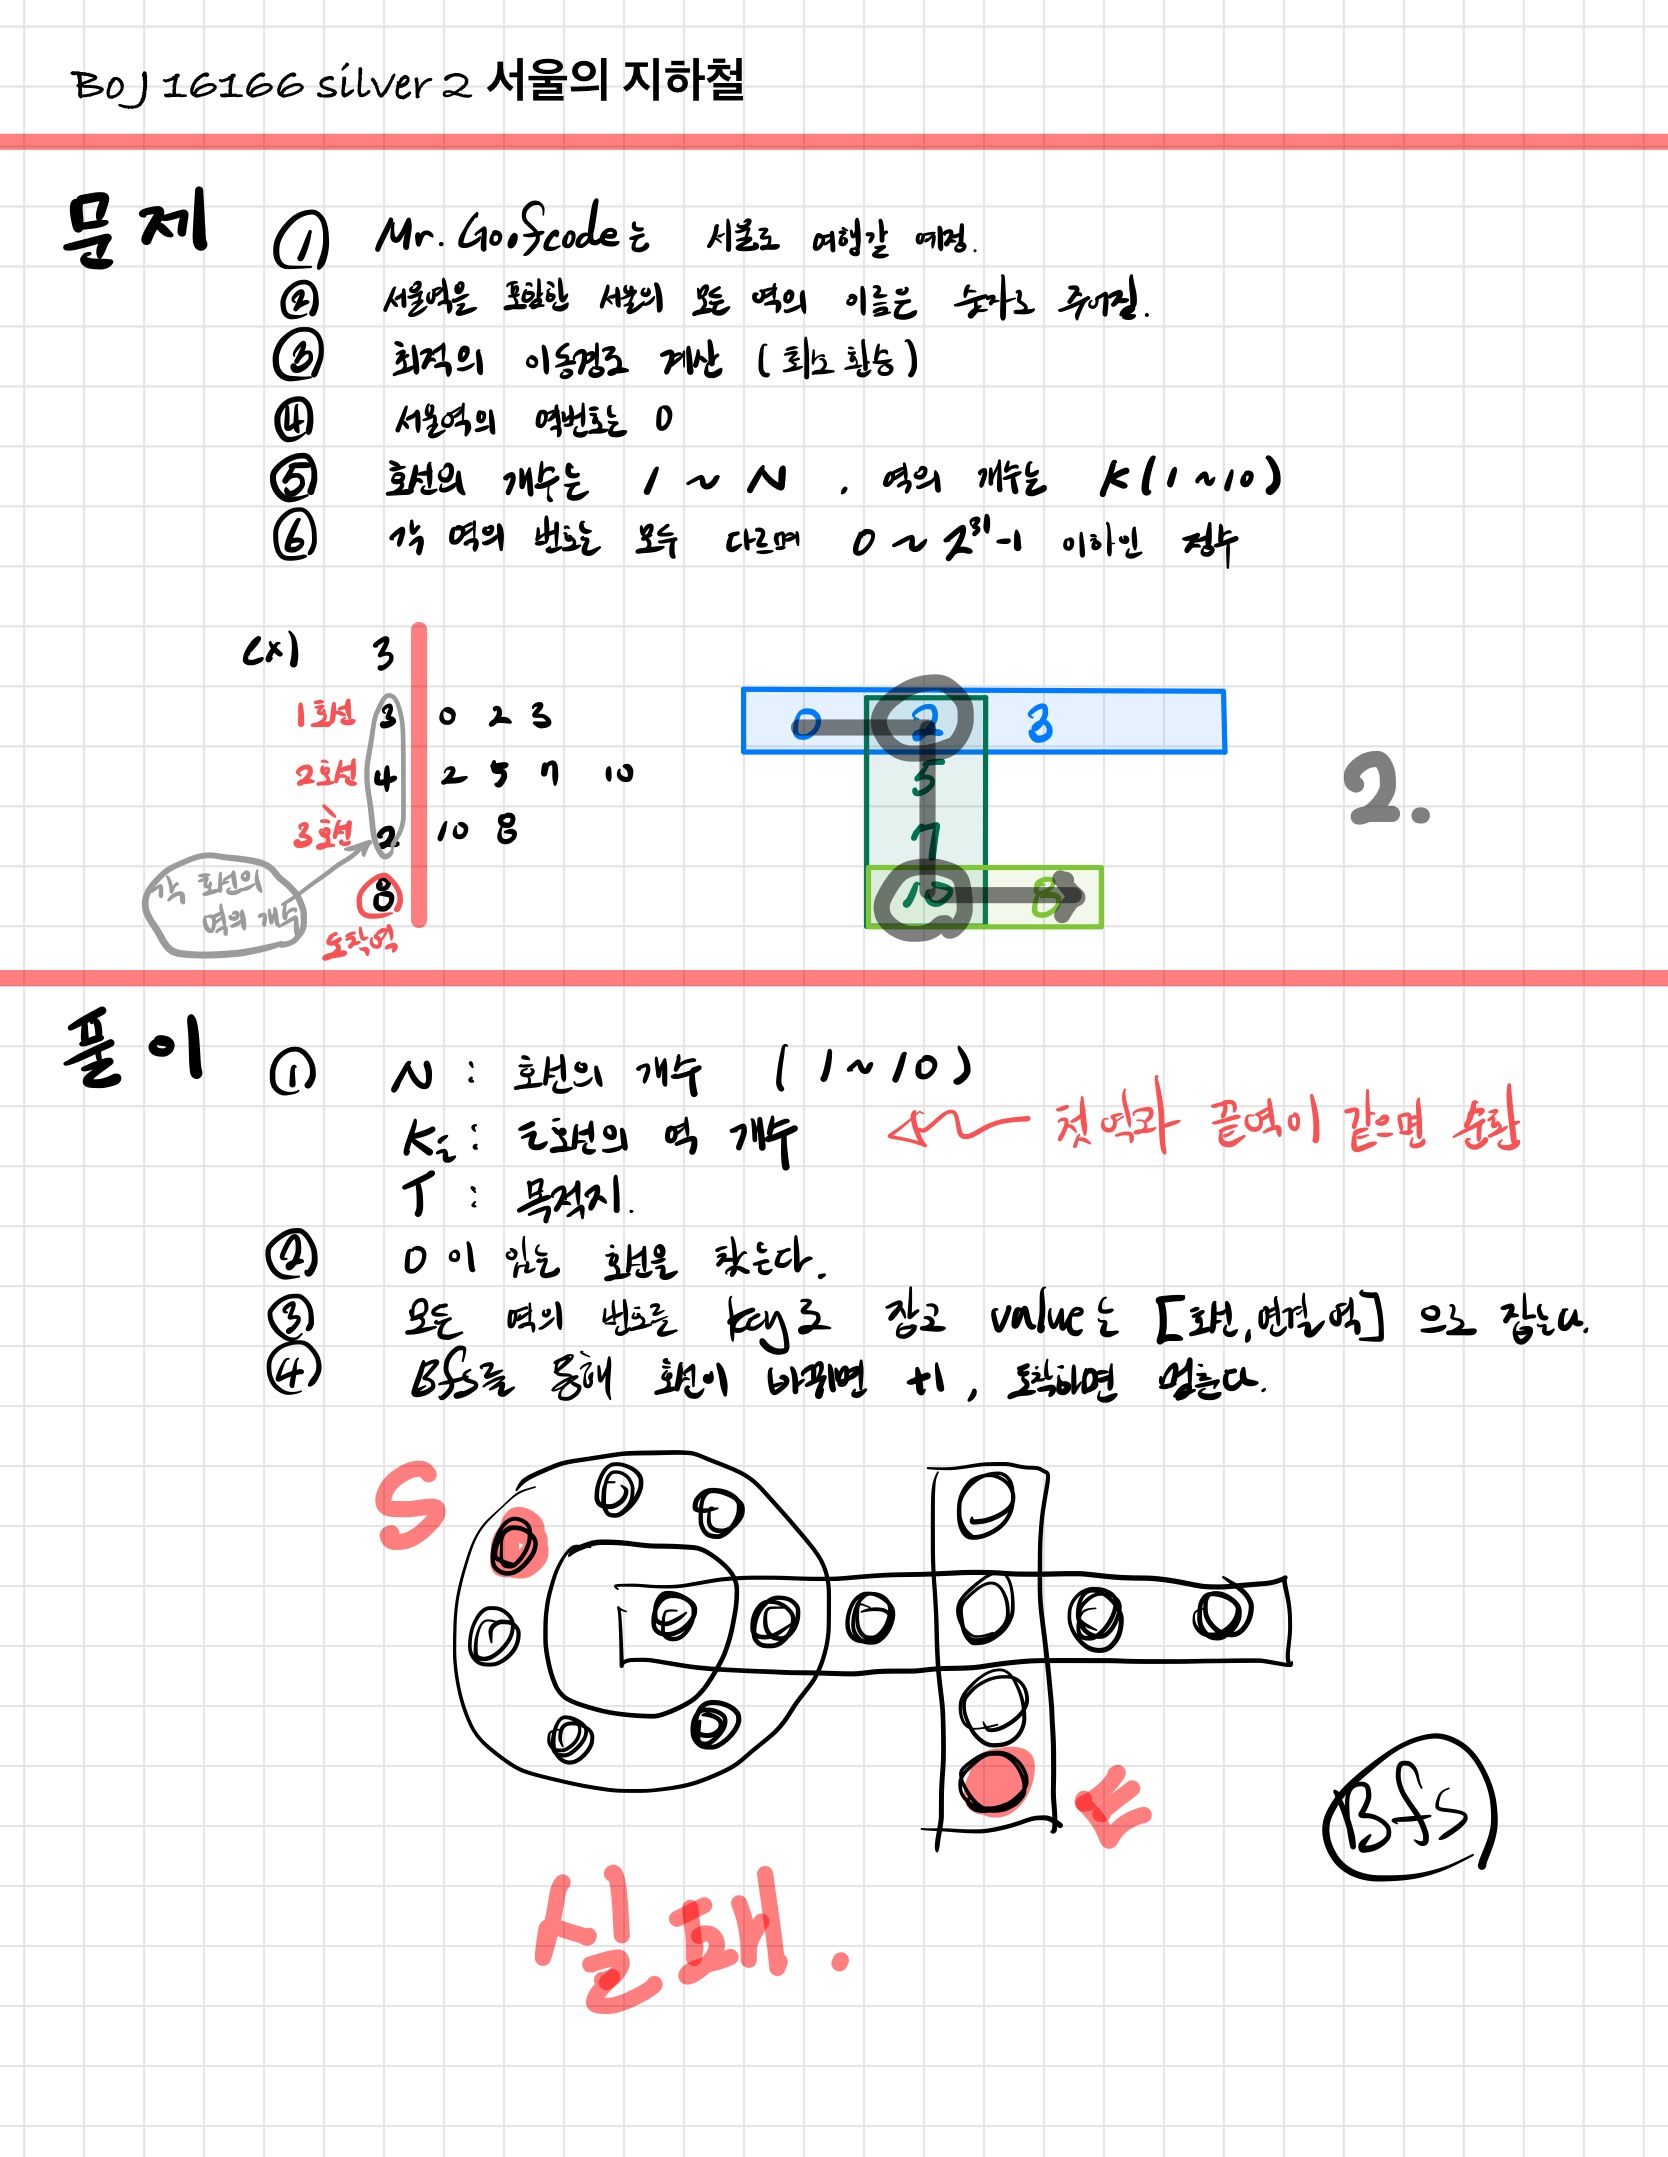 BOJ 16166 silver 2 서울의 지하철
문제
① Mr. Goofcode는 서울로 여행갈 예정.
② 서울역을 포함한 서울의 모든 역의 이름은 숫자로 주어짐.
③ 최적의 이동경로 계산 (최소 환승)
④ 서울역의 역번호는 0
⑤ 호선의 개수는 1 ~ N , 역의 개수는 K (1 ~ 10)
⑥ 각 역의 번호는 모두 다르며 0 ~ 2³¹-1 이하인 정수
ex) 3
1호선 3 0 2 3
2호선 4 2 5 7 10
3호선 2 10 8
8
도착역
각 호선의
역의 개수
0 2 3
5
7
10 8
2.
풀이
① N : 호선의 개수 ( 1 ~ 10 )
Ki : i호선의 역 개수
첫역과 끝역이 같으면 순환
T : 목적지.
② 0이 있는 호선을 찾는다.
③ 모든 역의 번호를 key로 잡고 value는 [호선, 연결역] 으로 잡는다.
④ Bfs를 통해 호선이 바뀌면 +1, 도착하면 멈춘다.
S
E
Bfs
실패.